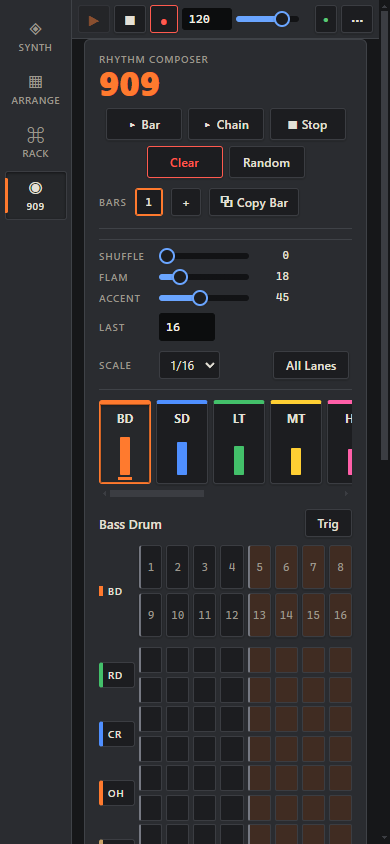 120
...
SYNTH
ARRANGE
RACK
909
RHYTHM COMPOSER
909
Bar
Chain
Stop
Clear
Random
BARS 1 + Copy Bar
SHUFFLE 0
FLAM 18
ACCENT 45
LAST 16
SCALE 1/16 All Lanes
BD SD LT MT H
Bass Drum Trig
BD 1 2 3 4 5 6 7 8
9 10 11 12 13 14 15 16
RD
CR
OH